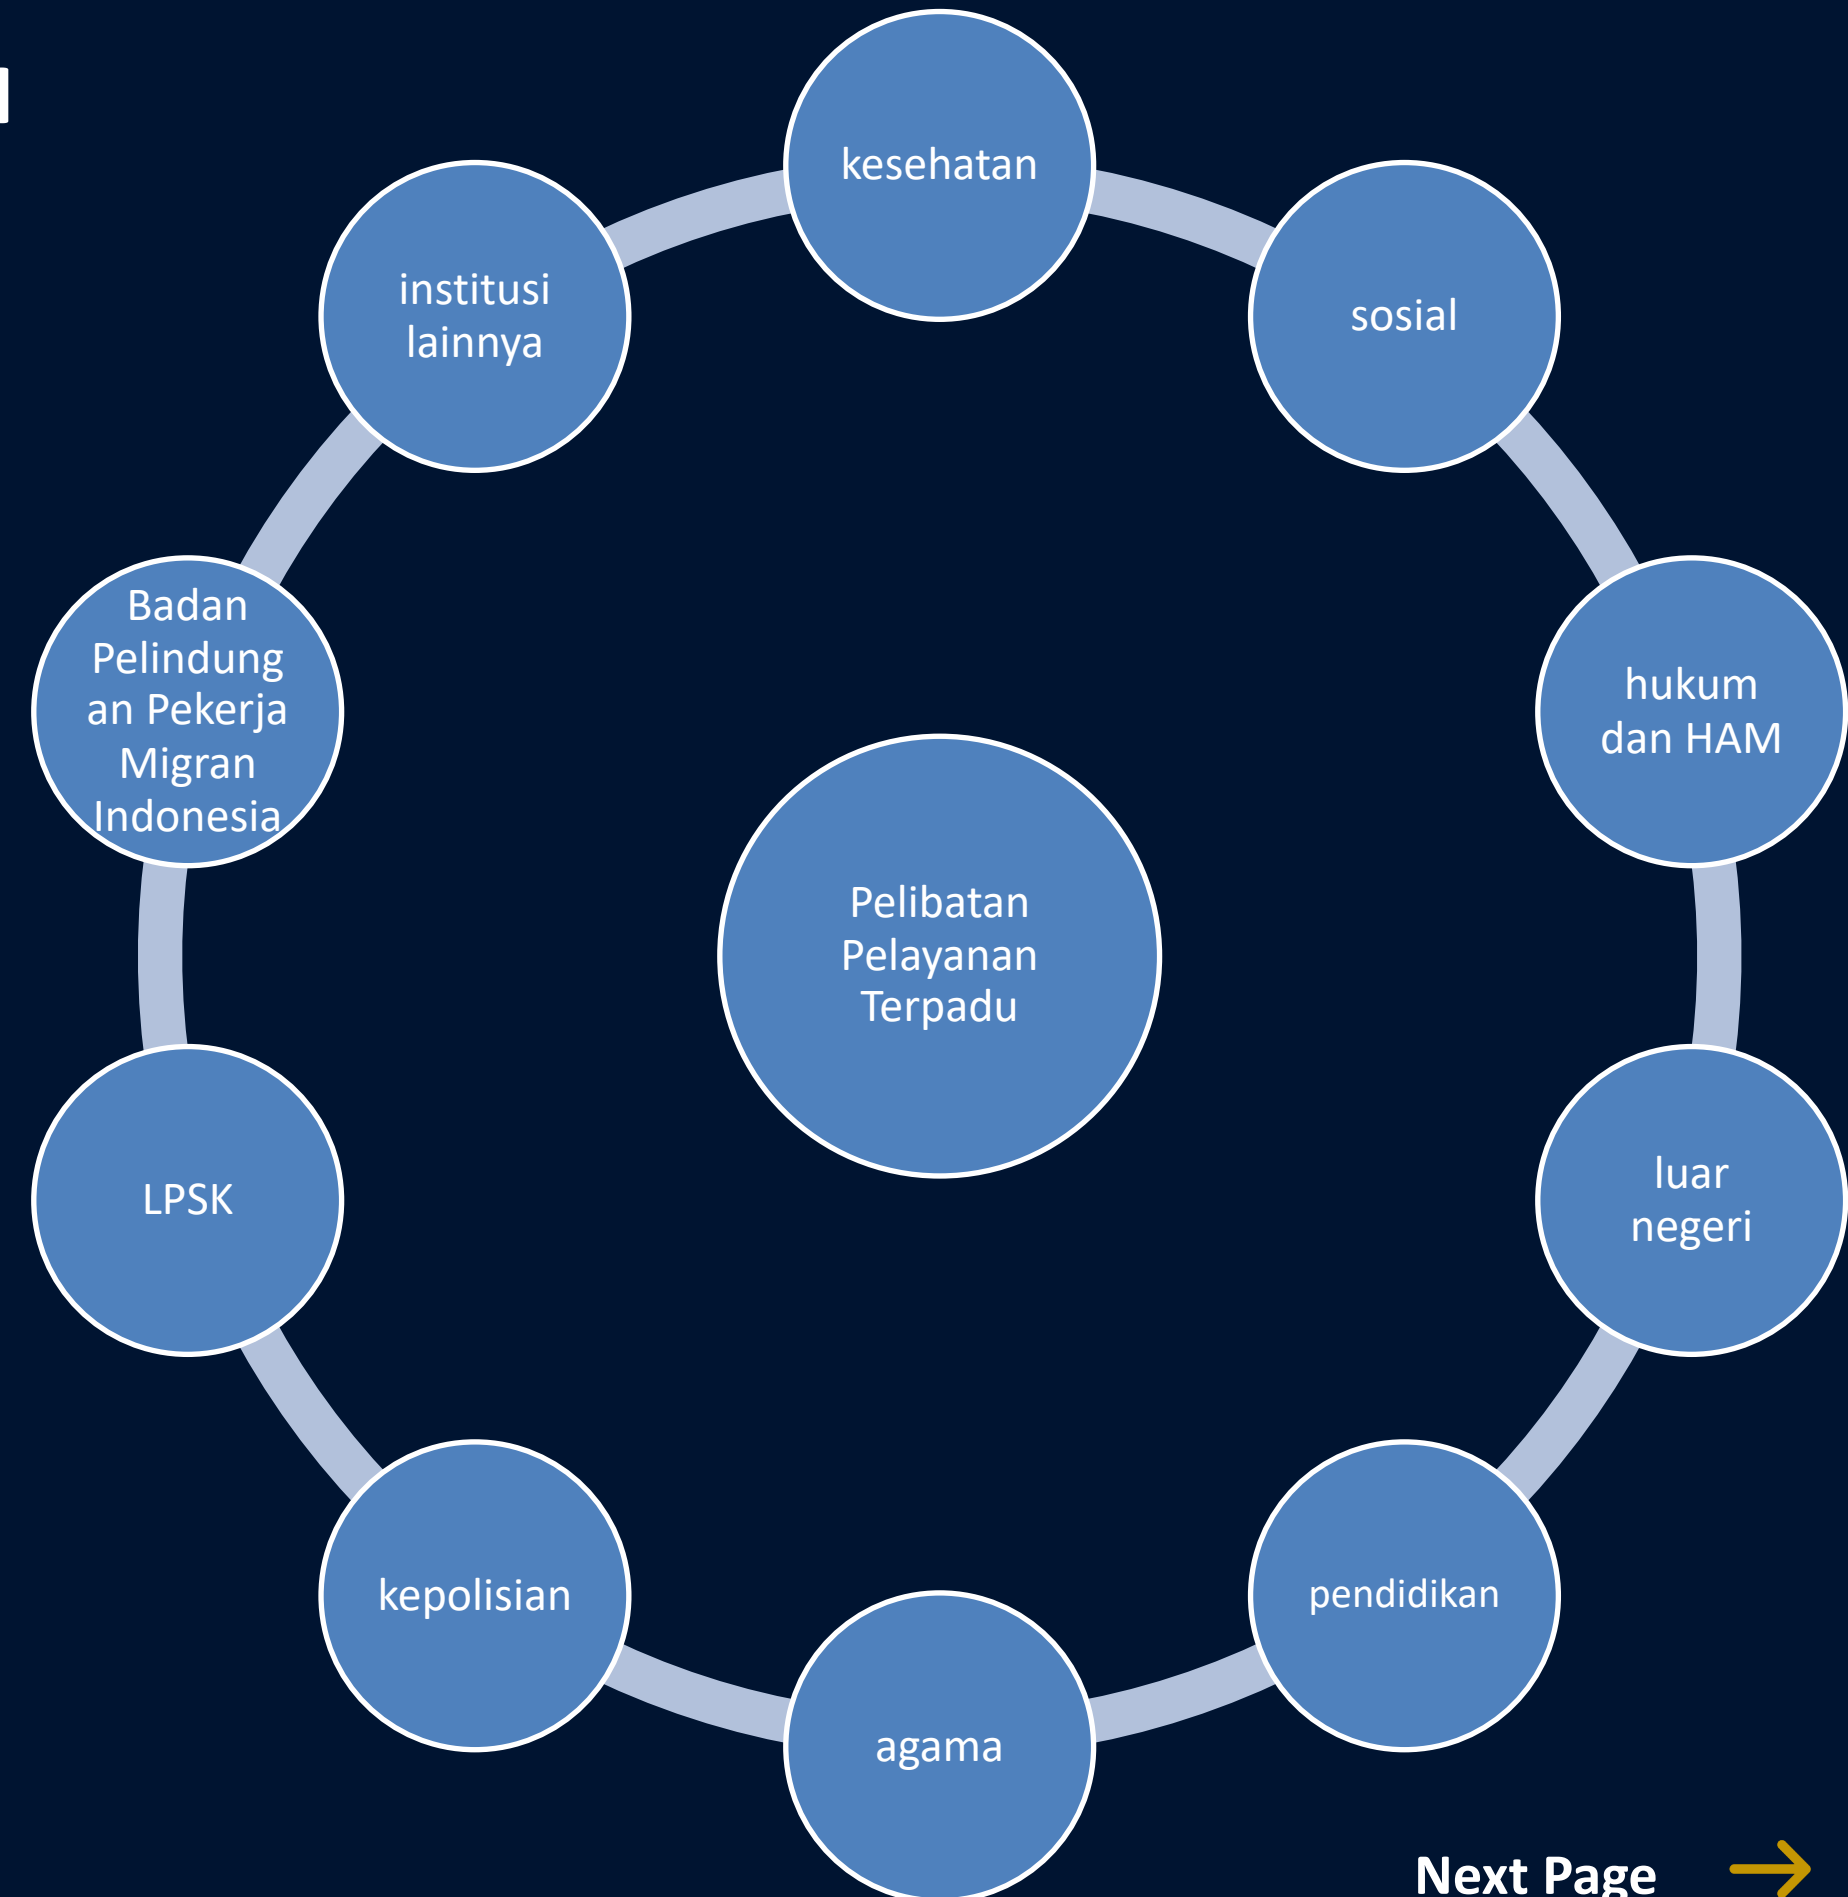 kesehatan
sosial
hukum
dan HAM
luar
negeri
pendidikan
agama
kepolisian
LPSK
Badan
Pelindung
an Pekerja
Migran
Indonesia
institusi
lainnya
Pelibatan
Pelayanan
Terpadu
Next Page